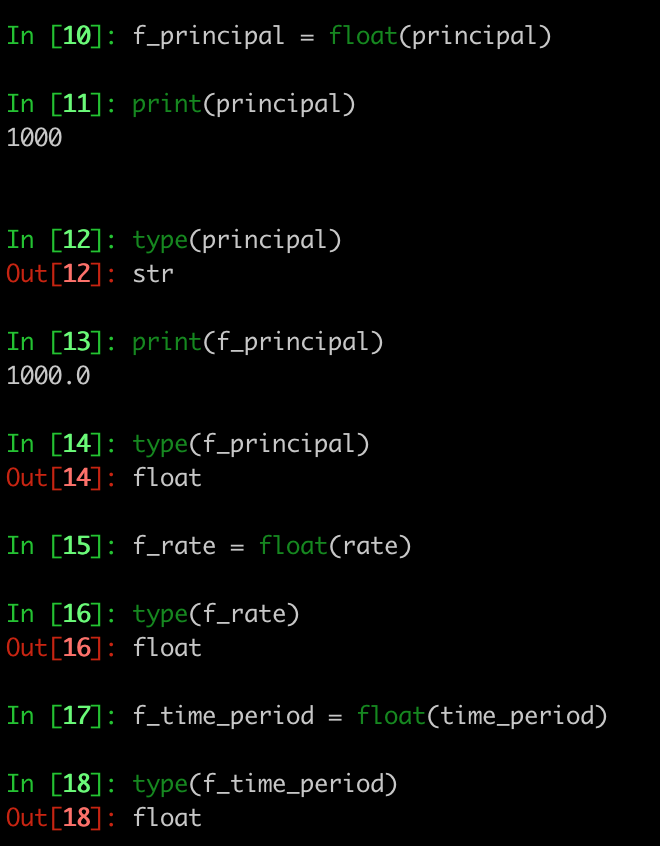 In [10]: f_principal = float(principal)
In [11]: print(principal)
1000
In [12]: type(principal)
Out[12]: str
In [13]: print(f_principal)
1000.0
In [14]: type(f_principal)
Out[14]: float
In [15]: f_rate = float(rate)
In [16]: type(f_rate)
Out[16]: float
In [17]: f_time_period = float(time_period)
In [18]: type(f_time_period)
Out[18]: float